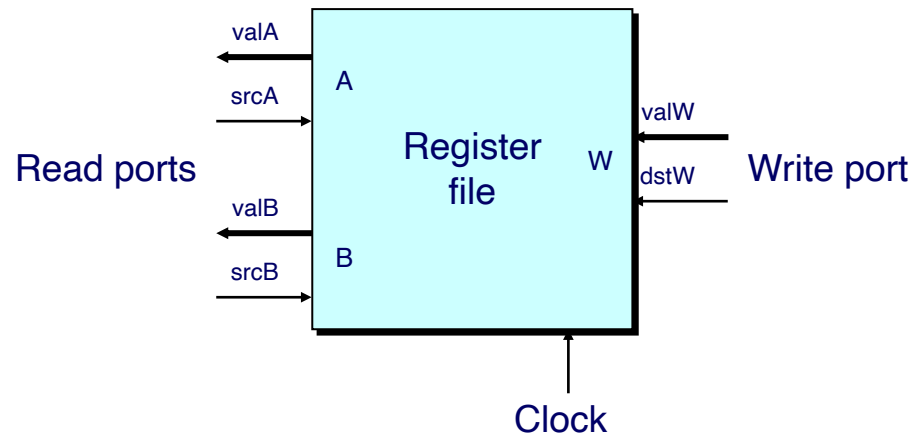 valA
A
srcA
Read ports
valB
B
srcB
Register
file
W
valW
dstW
Write port
Clock